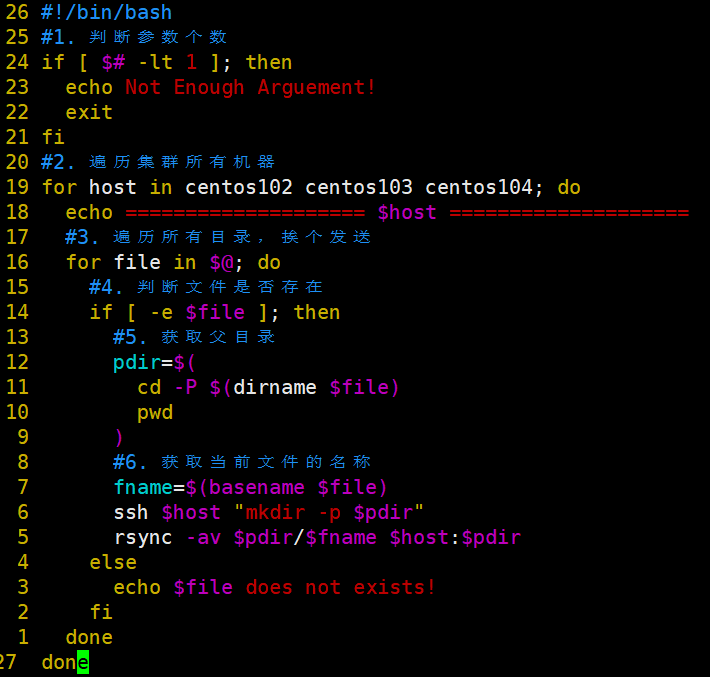 26 #!/bin/bash
25 #1. 判断参数个数
24 if [ $# -lt 1 ]; then
23   echo Not Enough Arguement!
22   exit
21 fi
20 #2. 遍历集群所有机器
19 for host in centos102 centos103 centos104; do
18   echo ==================== $host ====================
17   #3. 遍历所有目录，挨个发送
16   for file in $@; do
15     #4. 判断文件是否存在
14     if [ -e $file ]; then
13       #5. 获取父目录
12       pdir=$(
11         cd -P $(dirname $file)
10         pwd
9       )
8       #6. 获取当前文件的名称
7       fname=$(basename $file)
6       ssh $host "mkdir -p $pdir"
5       rsync -av $pdir/$fname $host:$pdir
4     else
3       echo $file does not exists!
2     fi
1   done
27 done